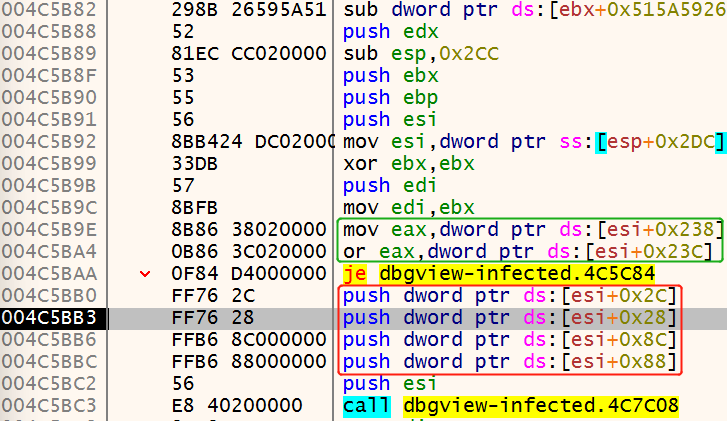 004C5B82 298B 26595A51 sub dword ptr ds:[ebx+0x515A5926
004C5B88 52 push edx
004C5B89 81EC CC020000 sub esp,0x2CC
004C5B8F 53 push ebx
004C5B90 55 push ebp
004C5B91 56 push esi
004C5B92 8BB424 DC02000 mov esi,dword ptr ss:[esp+0x2DC]
004C5B99 33DB xor ebx,ebx
004C5B9B 57 push edi
004C5B9C 8BFB mov edi,ebx
004C5B9E 8B86 38020000 mov eax,dword ptr ds:[esi+0x238]
004C5BA4 0B86 3C020000 or eax,dword ptr ds:[esi+0x23C]
004C5BAA 0F84 D4000000 je dbgview-infected.4C5C84
004C5BB0 FF76 2C push dword ptr ds:[esi+0x2C]
004C5BB3 FF76 28 push dword ptr ds:[esi+0x28]
004C5BB6 FFB6 8C000000 push dword ptr ds:[esi+0x8C]
004C5BBC FFB6 88000000 push dword ptr ds:[esi+0x88]
004C5BC2 56 push esi
004C5BC3 E8 40200000 call dbgview-infected.4C7C08